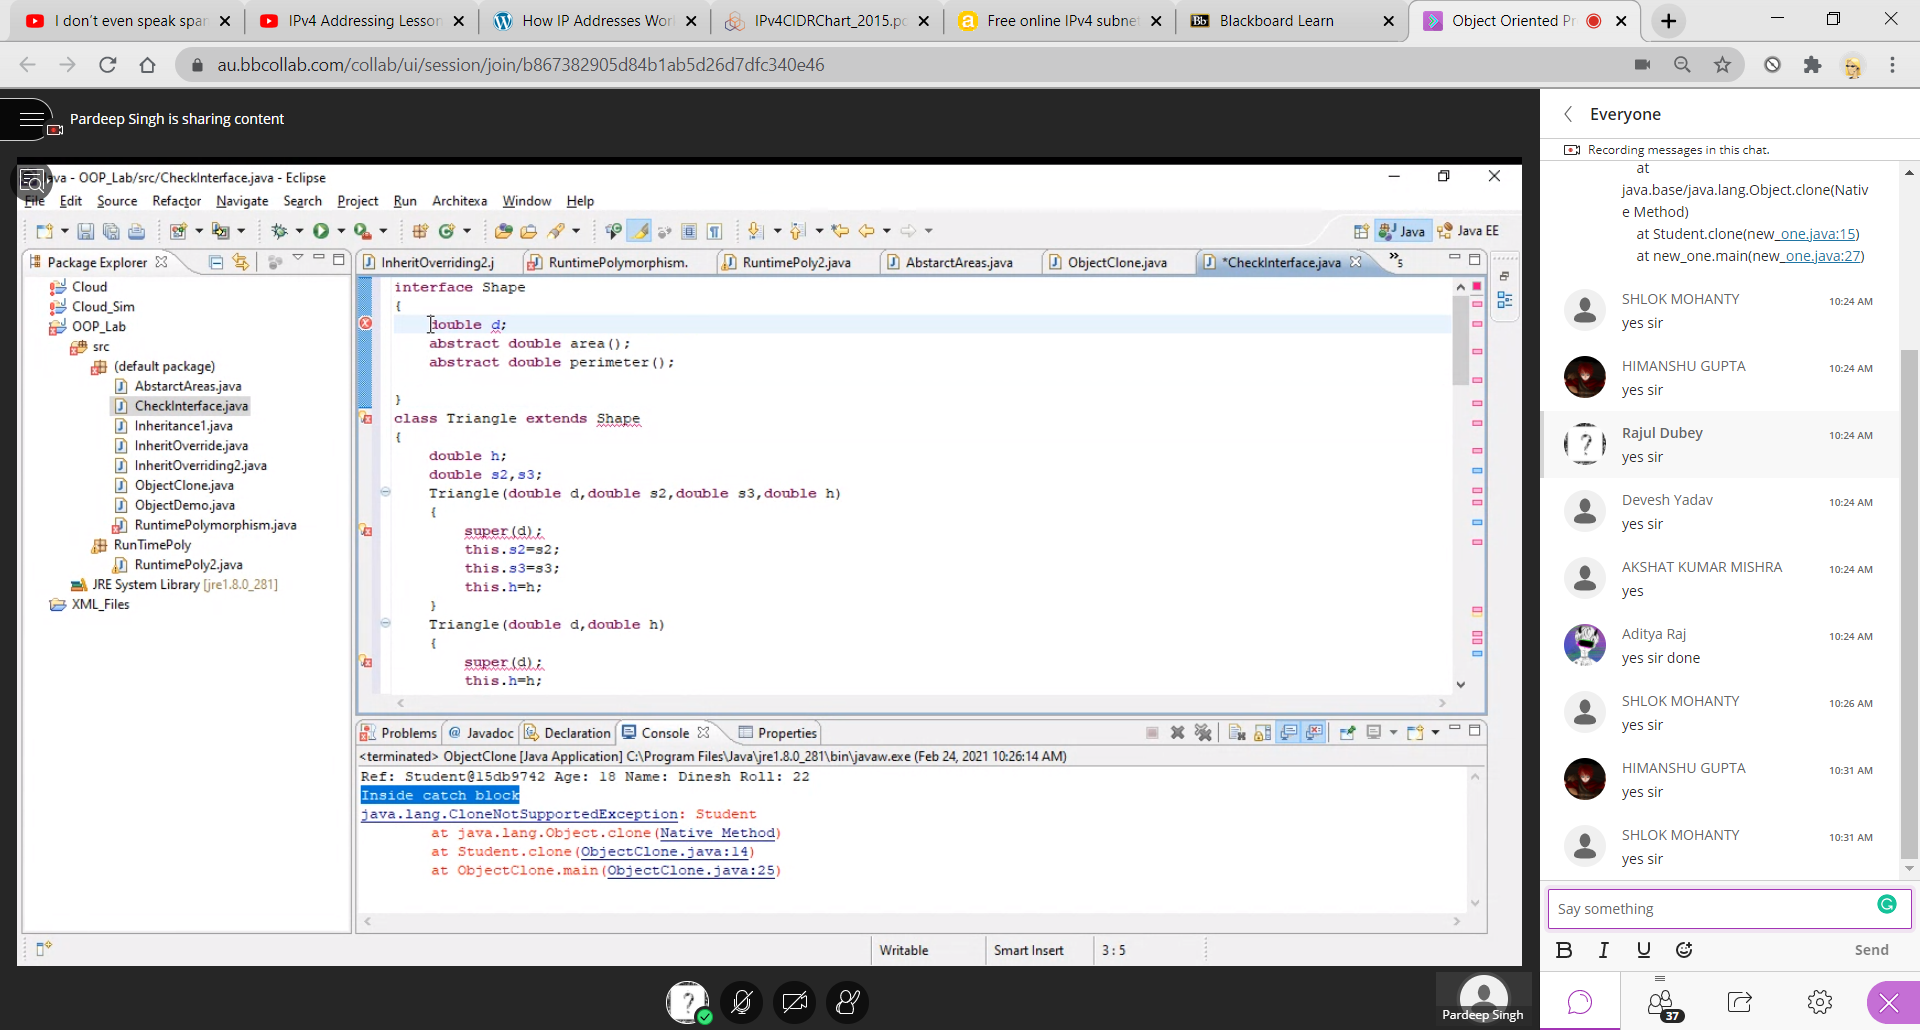 I don't even speak spa
IPv4 Addressing Lesson
How IP Addresses Wor
IPv4CIDRChart_2015.p
Free online IPv4 subne
Blackboard Learn
Object Oriented Pr
au.bbcollab.com/collab/ui/session/join/b867382905d84b1ab5d26d7dfc340e46
Pardeep Singh is sharing content
ava - OOP_Lab/src/CheckInterface.java - Eclipse
File Edit Source Refactor Navigate Search Project Run Architexa Window Help
Java
Java EE
Package Explorer
Cloud
Cloud_Sim
OOP_Lab
src
(default package)
AbstarctAreas.java
CheckInterface.java
Inheritance1.java
InheritOverride.java
InheritOverriding2.java
ObjectClone.java
ObjectDemo.java
RuntimePolymorphism.java
RunTimePoly
RuntimePoly2.java
JRE System Library [jre1.8.0_281]
XML_Files
InheritOverriding2.j
RuntimePolymorphism.
RuntimePoly2.java
AbstarctAreas.java
ObjectClone.java
*CheckInterface.java
»5
interface Shape
{
double d;
abstract double area();
abstract double perimeter();
}
class Triangle extends Shape
{
double h;
double s2,s3;
Triangle(double d,double s2,double s3,double h)
{
super(d);
this.s2=s2;
this.s3=s3;
this.h=h;
}
Triangle(double d,double h)
{
super(d);
this.h=h;
Problems
@ Javadoc
Declaration
Console
Properties
<terminated> ObjectClone [Java Application] C:\Program Files\Java\jre1.8.0_281\bin\javaw.exe (Feb 24, 2021 10:26:14 AM)
Ref: Student@15db9742 Age: 18 Name: Dinesh Roll: 22
Inside catch block
java.lang.CloneNotSupportedException: Student
at java.lang.Object.clone(Native Method)
at Student.clone(ObjectClone.java:14)
at ObjectClone.main(ObjectClone.java:25)
Writable
Smart Insert
3 : 5
Pardeep Singh
Everyone
Recording messages in this chat.
at
java.base/java.lang.Object.clone(Nativ
e Method)
at Student.clone(new_one.java:15)
at new_one.main(new_one.java:27)
SHLOK MOHANTY 10:24 AM
yes sir
HIMANSHU GUPTA 10:24 AM
yes sir
Rajul Dubey 10:24 AM
yes sir
Devesh Yadav 10:24 AM
yes sir
AKSHAT KUMAR MISHRA 10:24 AM
yes
Aditya Raj 10:24 AM
yes sir done
SHLOK MOHANTY 10:26 AM
yes sir
HIMANSHU GUPTA 10:31 AM
yes sir
SHLOK MOHANTY 10:31 AM
yes sir
Say something
B I U
Send
37